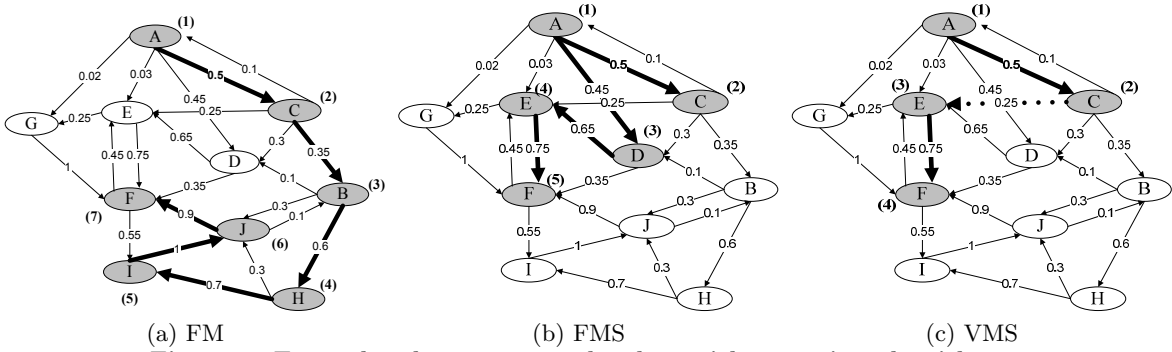 (1)
A
0.02
0.03
0.5
0.1
0.45
(2)
C
G
E
0.25
0.25
0.3
0.65
D
0.35
1
0.45
0.75
0.35
0.1
B
(3)
F
(7)
0.9
0.3
0.1
J
(6)
0.55
1
0.6
I
(5)
0.7
0.3
H
(4)
(a) FM
(1)
A
0.02
0.03
0.5
0.1
0.45
(2)
C
(4)
E
G
0.25
0.25
0.3
0.65
(3)
D
0.35
1
0.45
0.75
0.35
0.1
B
(5)
F
0.9
0.3
0.1
J
0.55
1
0.6
I
0.7
0.3
H
(b) FMS
(1)
A
0.02
0.03
0.5
0.1
0.45
(2)
C
(3)
E
G
0.25
0.25
0.3
0.65
D
0.35
1
0.45
0.75
0.35
0.1
B
F
(4)
0.9
0.3
0.1
J
0.55
1
0.6
I
0.7
0.3
H
(c) VMS